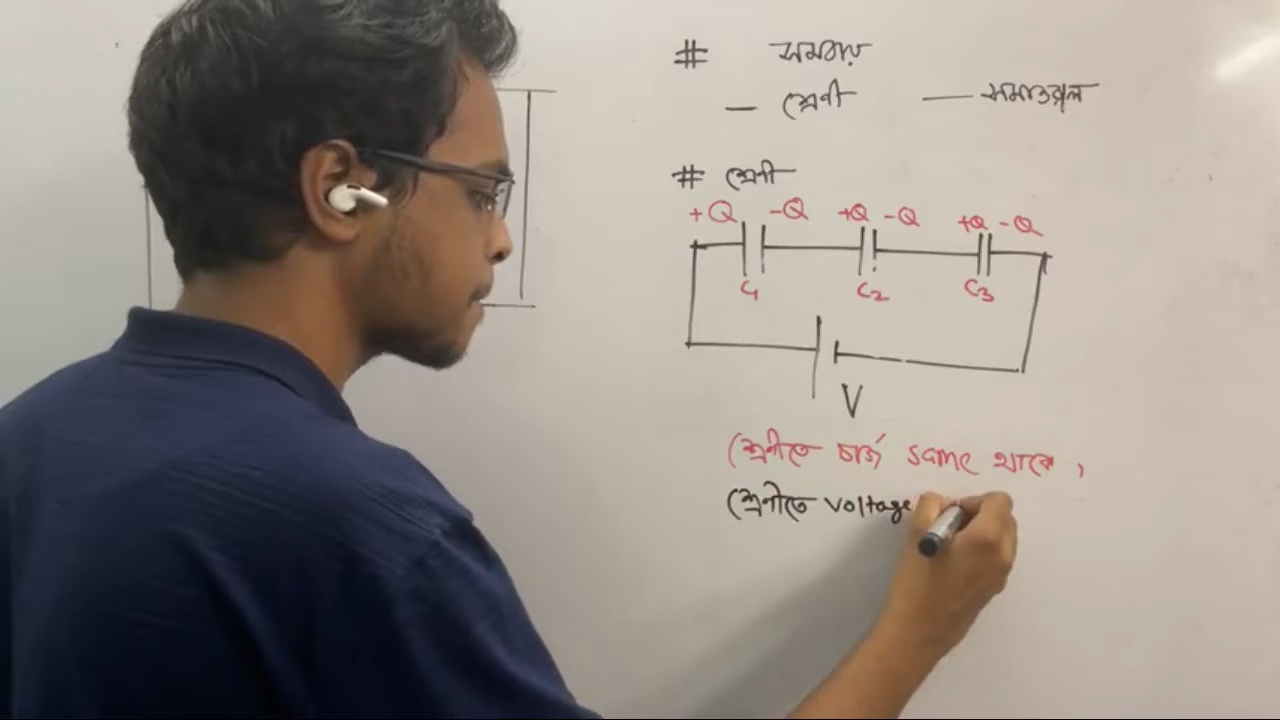 # সমবায়
— শ্রেণী — সমান্তরাল
# শ্রেণী
+Q -Q +Q -Q +Q -Q
C1 C2 C3
V
শ্রেণীতে চার্জ same থাকে,
শ্রেণীতে voltage